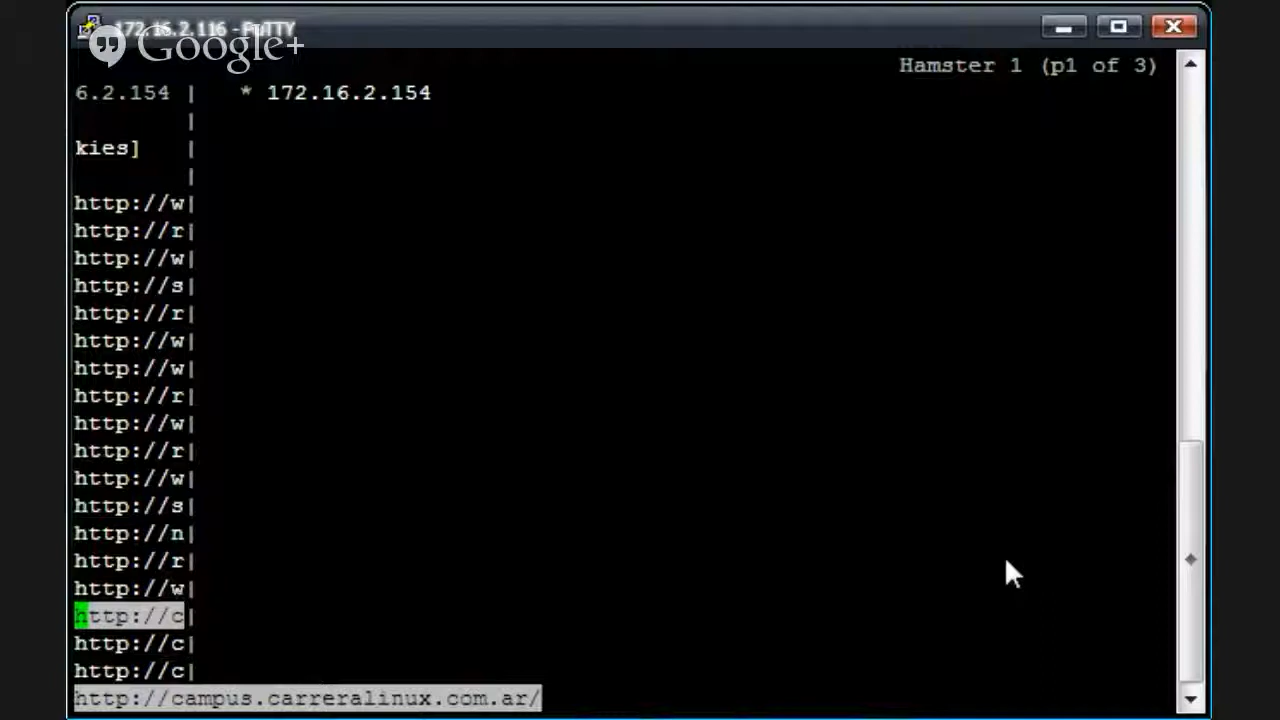 172.16.2.116 - PuTTY
Google+
Hamster 1 (p1 of 3)
6.2.154 |    * 172.16.2.154
|
kies]    |
|
http://w|
http://r|
http://w|
http://s|
http://r|
http://w|
http://w|
http://r|
http://w|
http://r|
http://w|
http://s|
http://n|
http://r|
http://w|
http://c|
http://c|
http://c|
http://campus.carreralinux.com.ar/